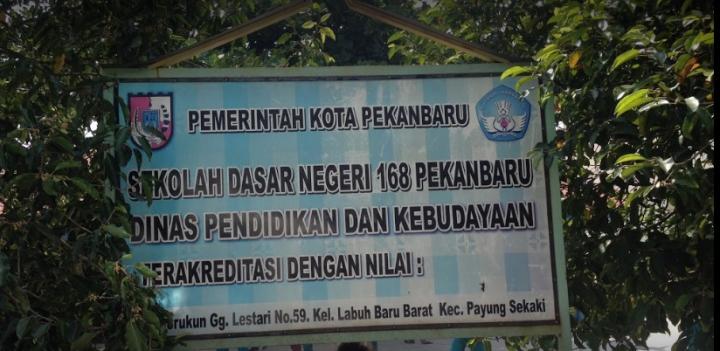 PEMERINTAH KOTA PEKANBARU
SEKOLAH DASAR NEGERI 168 PEKANBARU
DINAS PENDIDIKAN DAN KEBUDAYAAN
TERAKREDITASI DENGAN NILAI :
Gg. Lestari No.59. Kel. Labuh Baru Barat Kec. Payung Sekaki